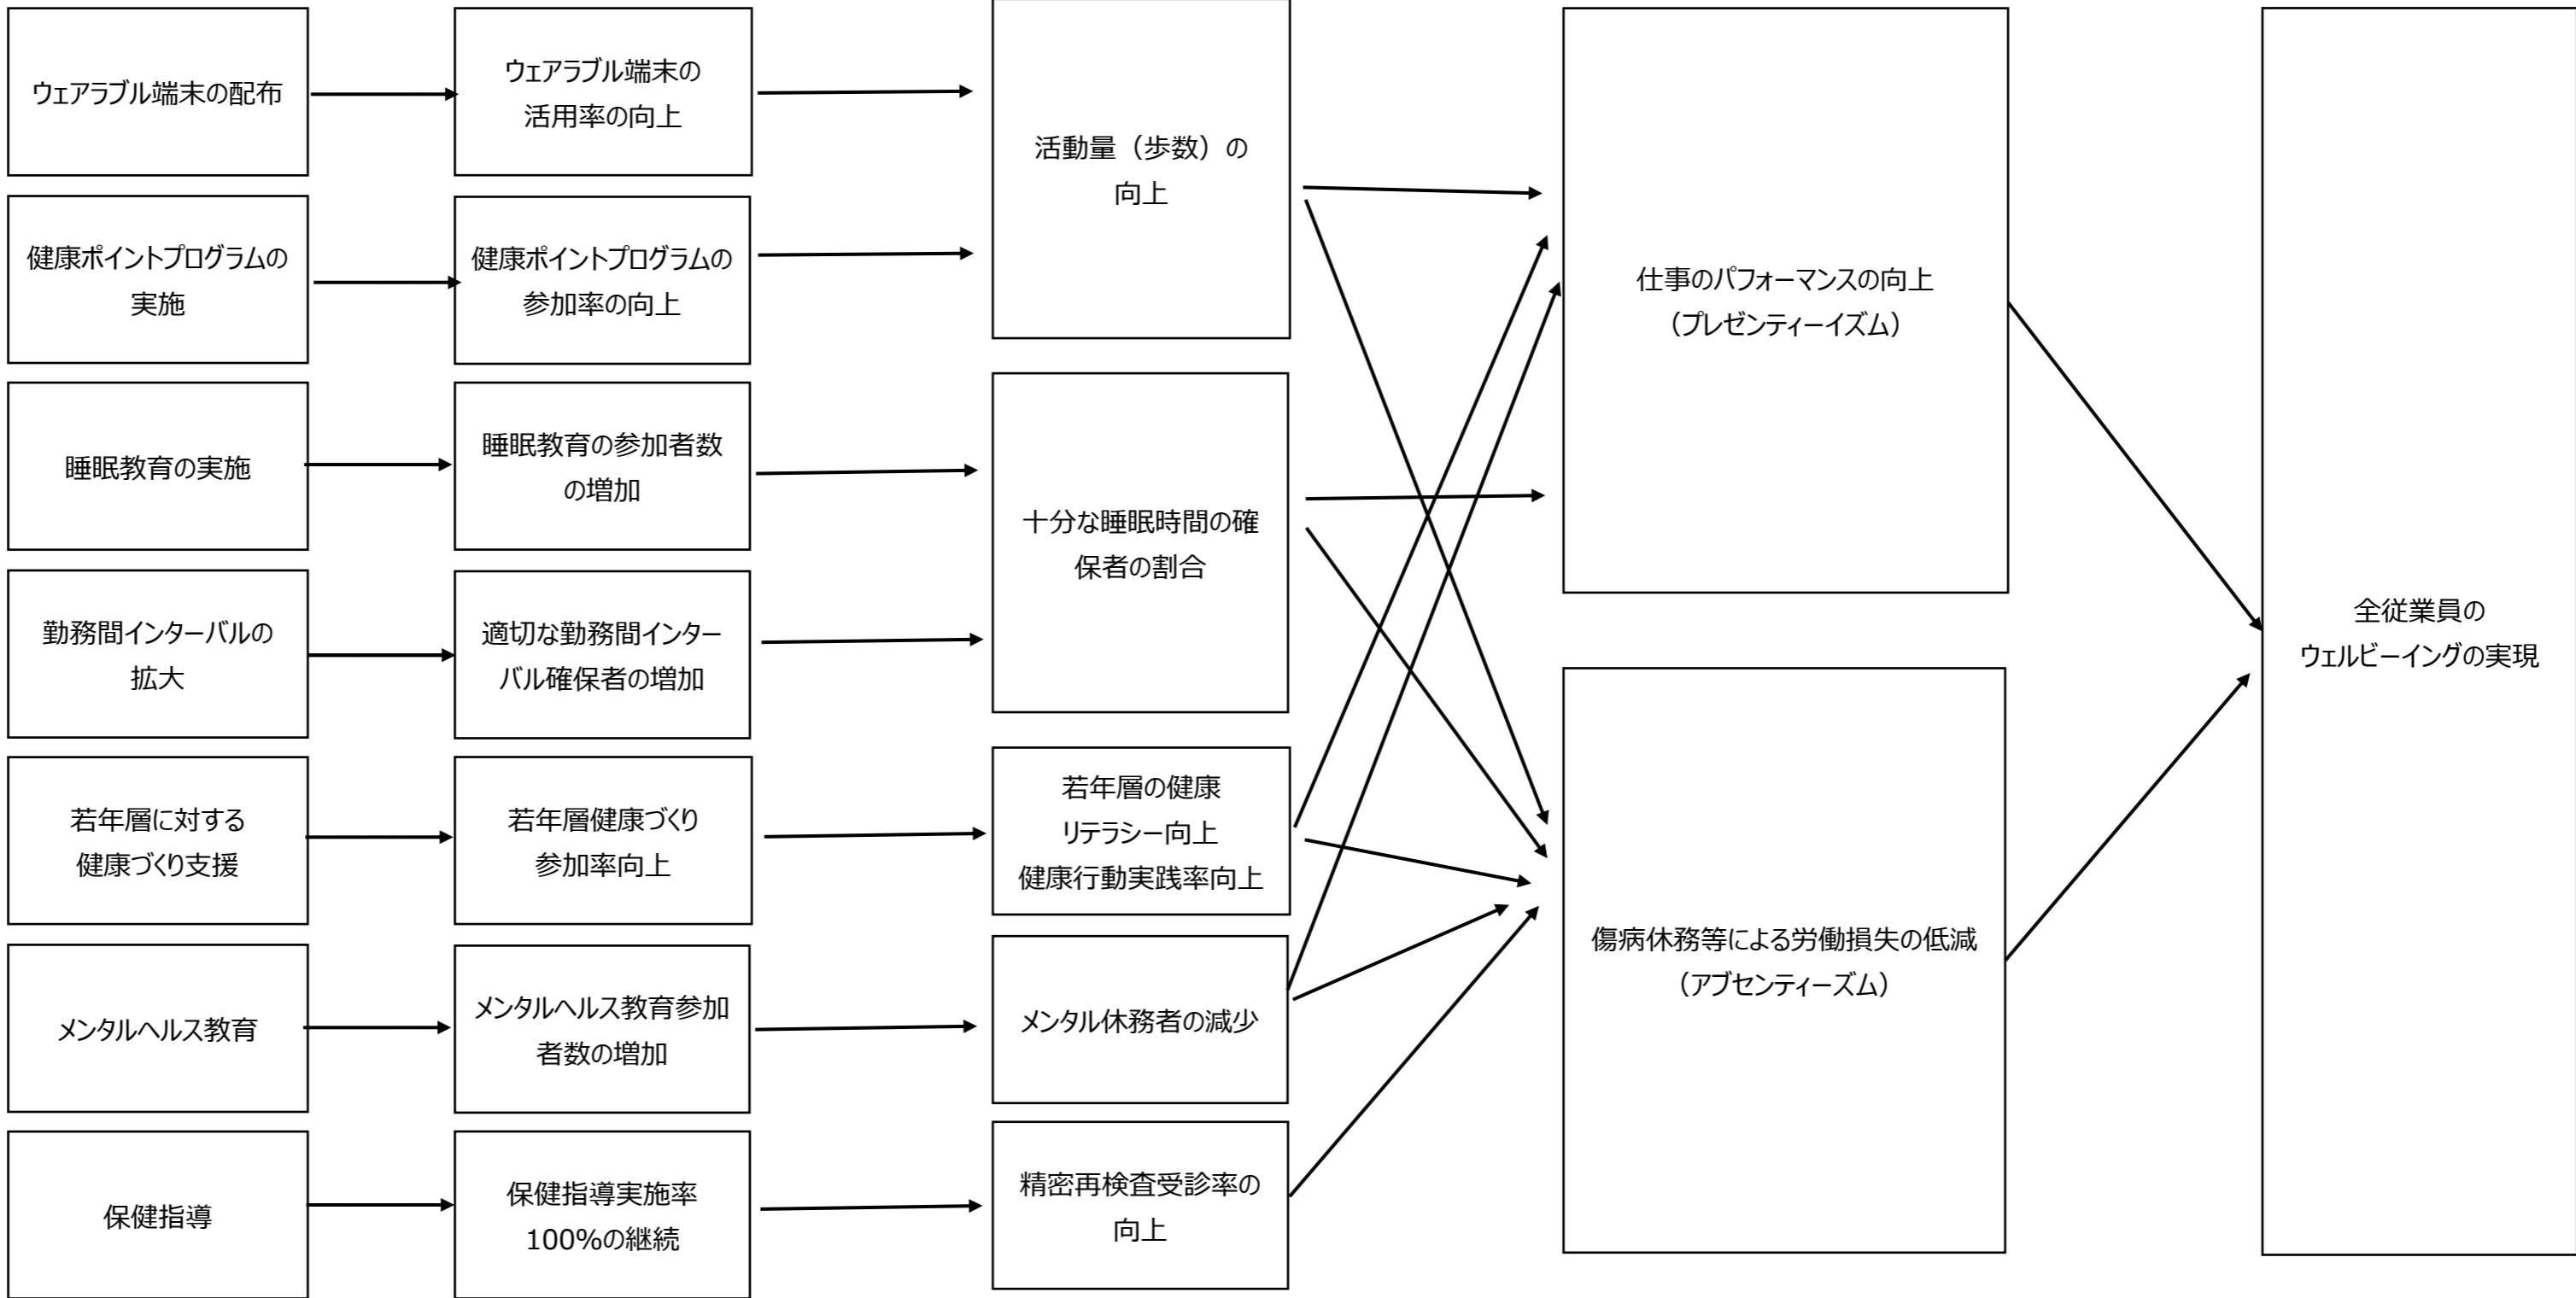 ウェアラブル端末の配布
ウェアラブル端末の
活用率の向上
活動量（歩数）の
向上
健康ポイントプログラムの
実施
健康ポイントプログラムの
参加率の向上
睡眠教育の実施
睡眠教育の参加者数
の増加
十分な睡眠時間の確
保者の割合
勤務間インターバルの
拡大
適切な勤務間インター
バル確保者の増加
若年層に対する
健康づくり支援
若年層健康づくり
参加率向上
若年層の健康
リテラシー向上
健康行動実践率向上
メンタルヘルス教育
メンタルヘルス教育参加
者数の増加
メンタル休務者の減少
保健指導
保健指導実施率
100%の継続
精密再検査受診率の
向上
仕事のパフォーマンスの向上
（プレゼンティーイズム）
傷病休務等による労働損失の低減
（アブセンティーズム）
全従業員の
ウェルビーイングの実現